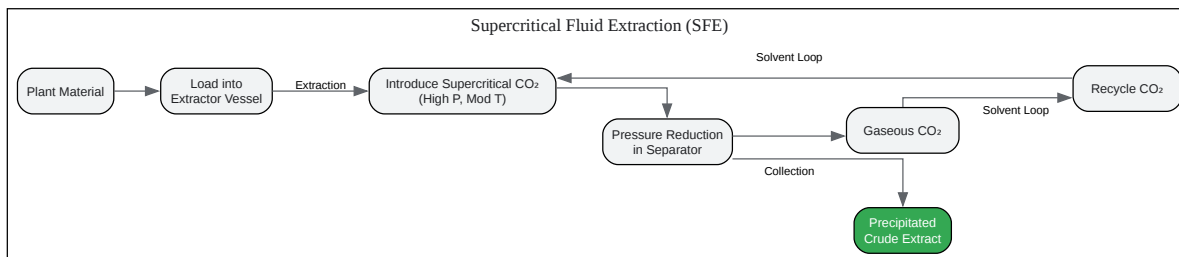 Supercritical Fluid Extraction (SFE)
Plant Material
Load into
Extractor Vessel
Extraction
Introduce Supercritical CO₂
(High P, Mod T)
Solvent Loop
Recycle CO₂
Solvent Loop
Pressure Reduction
in Separator
Gaseous CO₂
Collection
Precipitated
Crude Extract